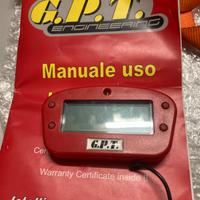 G.P.T.
ENGINEERING
Manuale uso
Warranty Certificate inside!!
G.P.T.